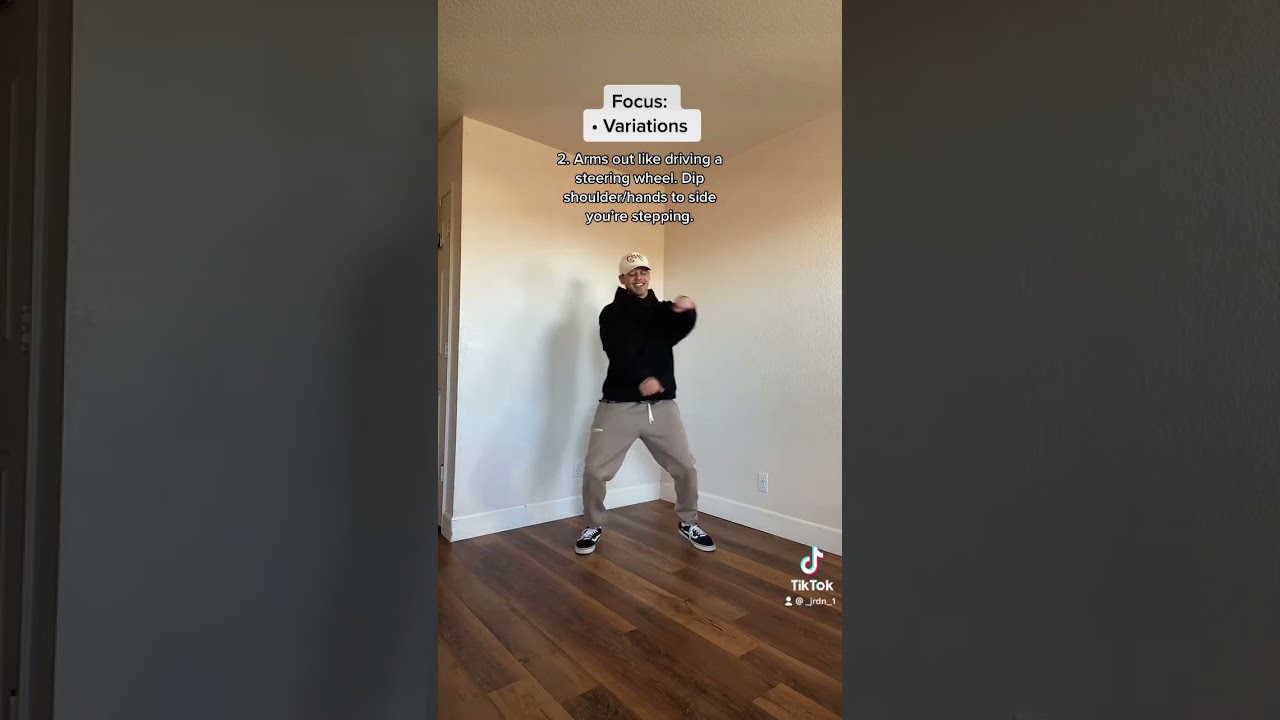 Focus:
• Variations
2. Arms out like driving a
steering wheel. Dip
shoulder/hands to side
you're stepping.
TikTok
@_jrdn_1